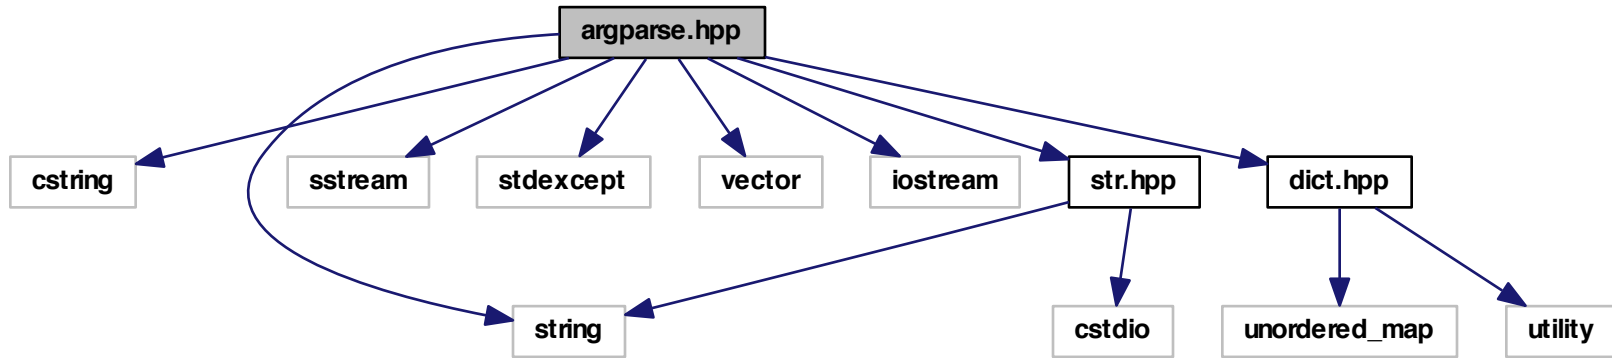 argparse.hpp
cstring
sstream
stdexcept
vector
iostream
str.hpp
dict.hpp
string
cstdio
unordered_map
utility